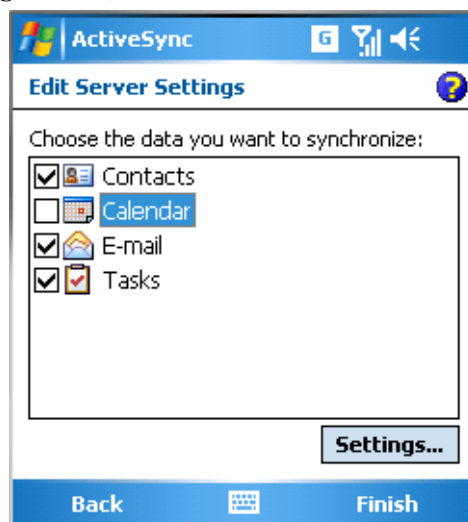 ActiveSync G
Edit Server Settings ?
Choose the data you want to synchronize:
Contacts
Calendar
E-mail
Tasks
Settings...
Back Finish